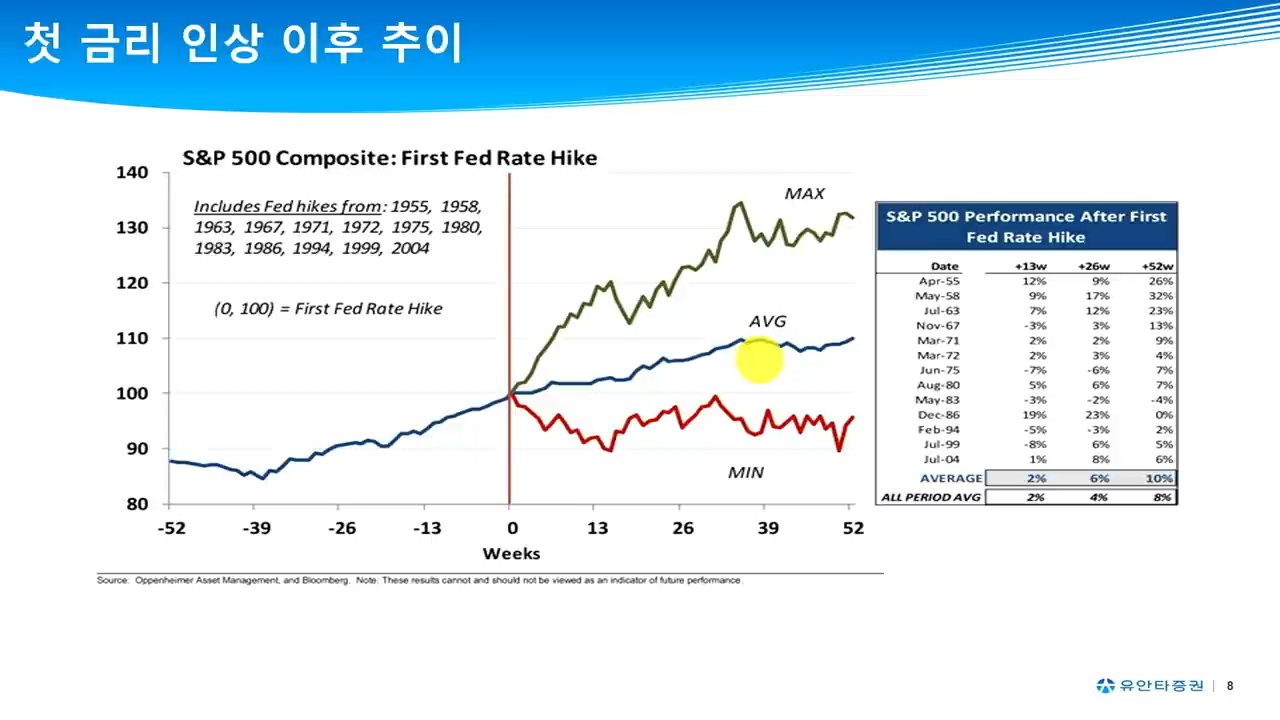 첫 금리 인상 이후 추이
S&P 500 Composite: First Fed Rate Hike
140
130
120
110
100
90
80
Includes Fed hikes from: 1955, 1958,
1963, 1967, 1971, 1972, 1975, 1980,
1983, 1986, 1994, 1999, 2004
(0, 100) = First Fed Rate Hike
MAX
AVG
MIN
-52 -39 -26 -13 0 13 26 39 52
Weeks
S&P 500 Performance After First
Fed Rate Hike
Date +13w +26w +52w
Apr-55 12% 9% 26%
May-58 9% 17% 32%
Jul-63 7% 12% 23%
Nov-67 -3% 3% 13%
Mar-71 2% 2% 9%
Mar-72 2% 3% 4%
Jun-75 -7% -6% 7%
Aug-80 5% 6% 7%
May-83 -3% -2% -4%
Dec-86 19% 23% 0%
Feb-94 -5% -3% 2%
Jul-99 -8% 6% 5%
Jul-04 1% 8% 6%
AVERAGE 2% 6% 10%
ALL PERIOD AVG 2% 4% 8%
Source: Oppenheimer Asset Management, and Bloomberg. Note: These results cannot and should not be viewed as an indicator of future performance.
유안타증권 | 8